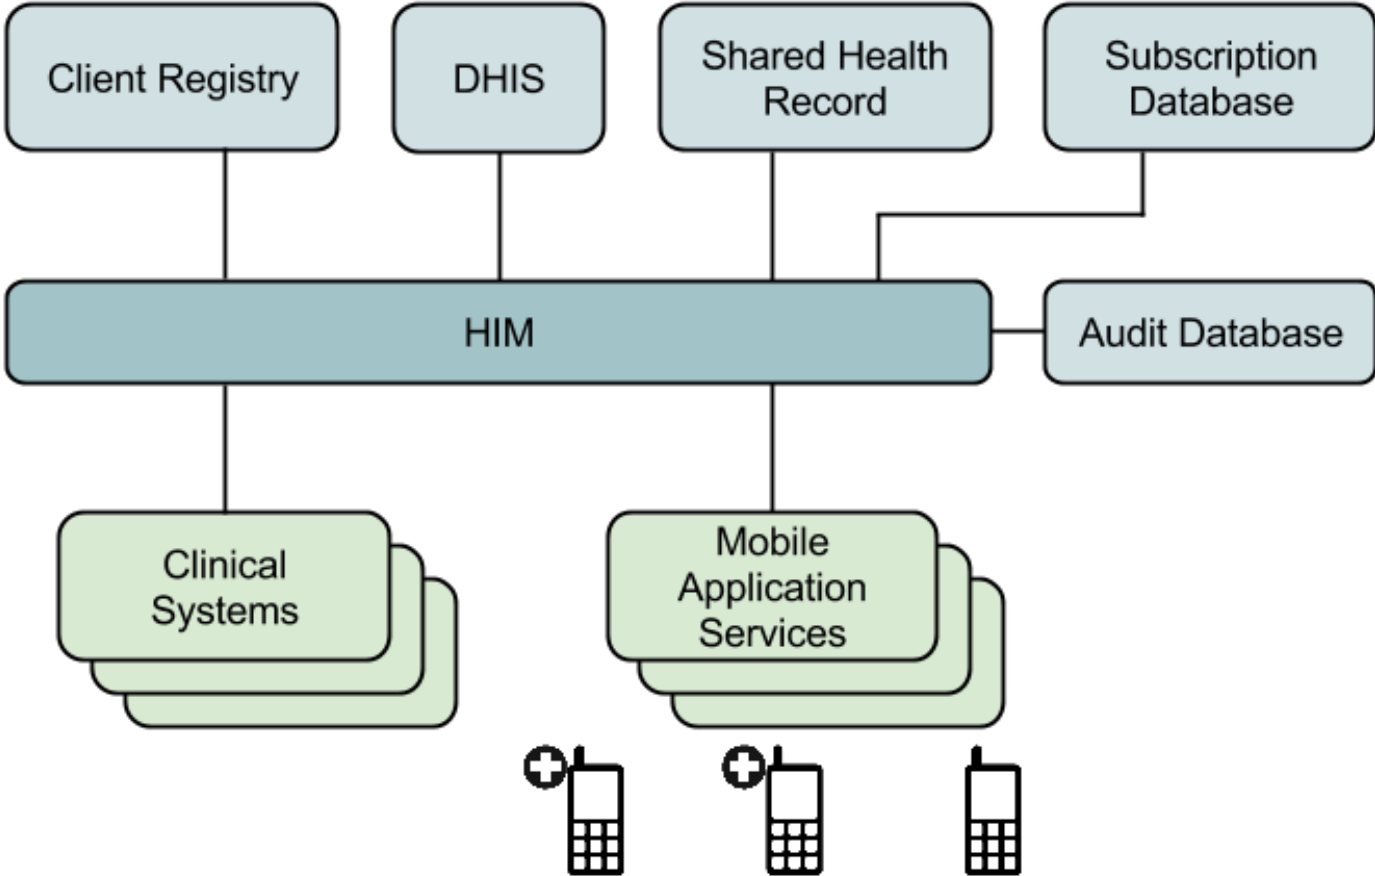 Client Registry
DHIS
Shared Health
Record
Subscription
Database
HIM
Audit Database
Clinical
Systems
Mobile
Application
Services